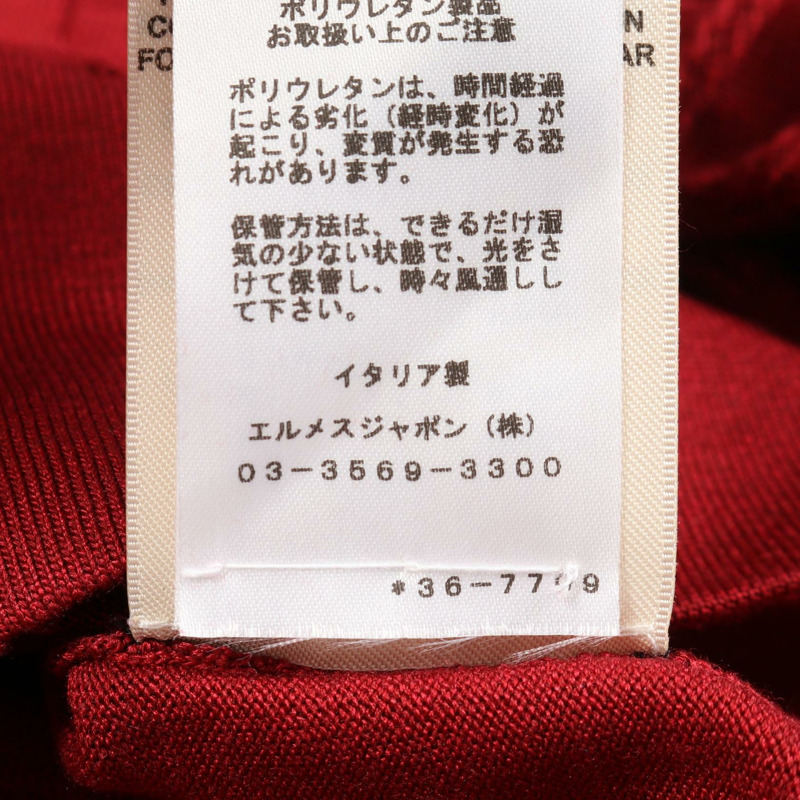 ポリウレタン製品
お取扱い上のご注意
ポリウレタンは、時間経過
による劣化（経時変化）が
起こり、変質が発生する恐
れがあります。
保管方法は、できるだけ湿
気の少ない状態で、光をさ
けて保管し、時々風通しし
て下さい。
イタリア製
エルメスジャポン（株）
03-3569-3300